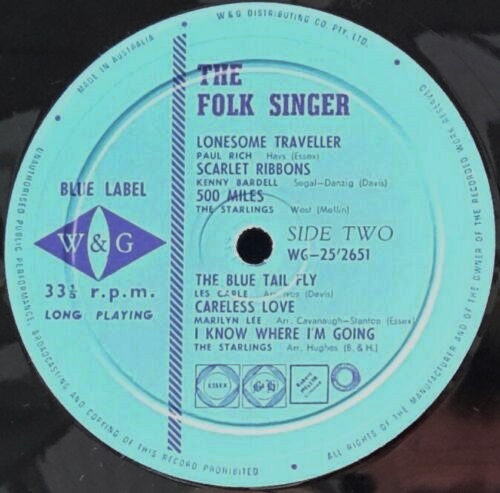 W & G DISTRIBUTING CO. PTY. LTD.
MADE IN AUSTRALIA
THE
FOLK SINGER
LONESOME TRAVELLER
PAUL RICH Hays (Essex)
SCARLET RIBBONS
KENNY BARDELL Segal—Danzig (Davis)
500 MILES
THE STARLINGS West (Mellin)
BLUE LABEL
W & G
33⅓ r.p.m.
LONG PLAYING
SIDE TWO
WG—25/2651
THE BLUE TAIL FLY
LES (Davis)
CARELESS LOVE
MARILYN LEE Arr. Cavanaugh—Stanton (Essex)
I KNOW WHERE I'M GOING
THE STARLINGS Arr. Hughes (B. & H.)
ESSEX
B&H
UNAUTHORISED PUBLIC PERFORMANCE, BROADCASTING AND COPYING OF THIS RECORD PROHIBITED
ALL RIGHTS OF THE MANUFACTURER AND OF THE OWNER OF THE RECORDED WORK RESERVED